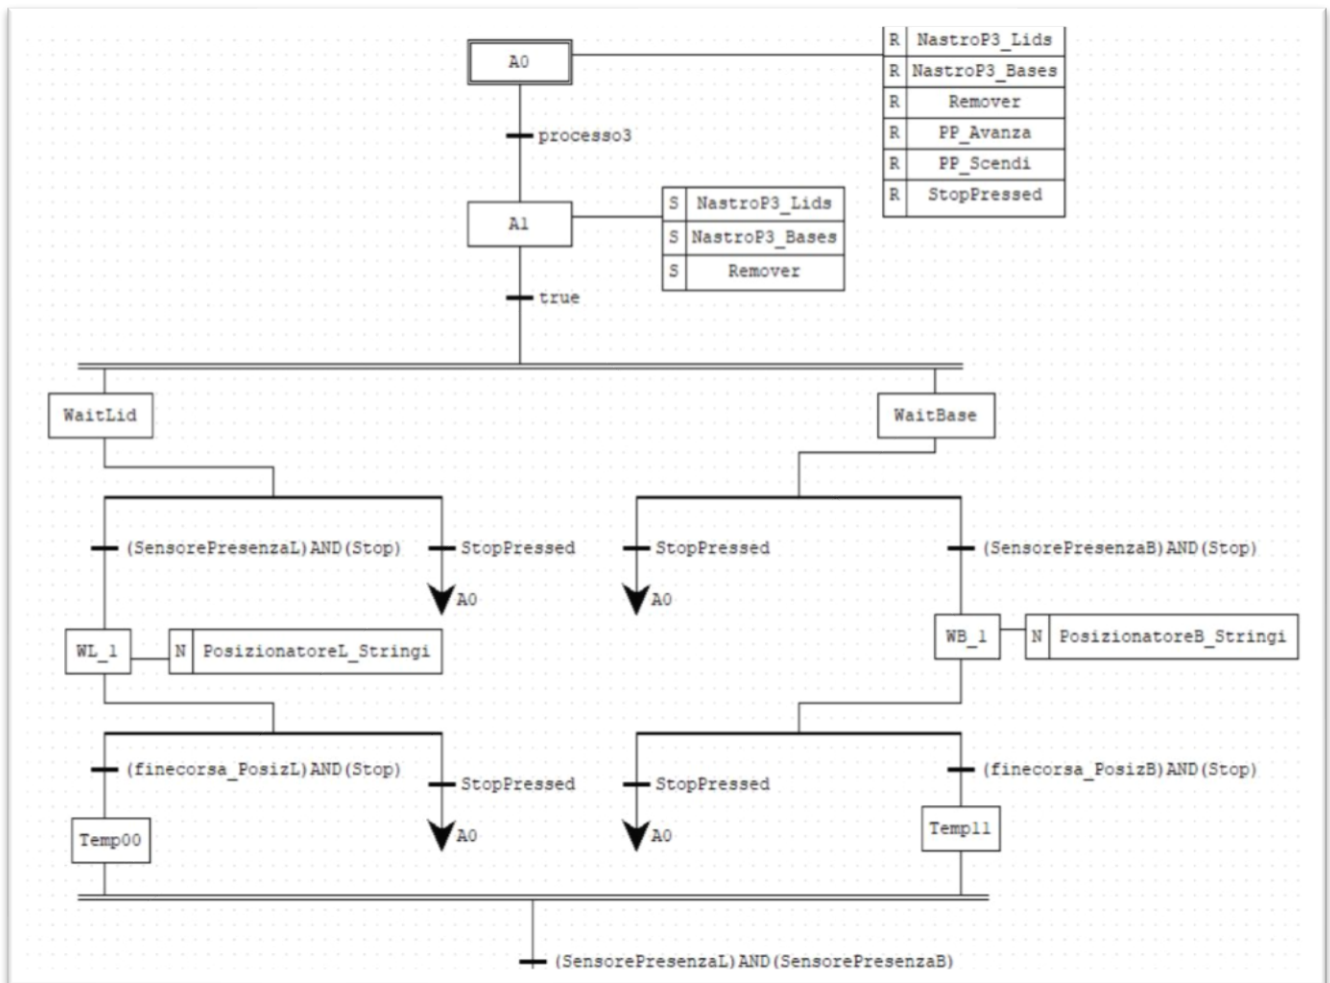 A0
R NastroP3_Lids
R NastroP3_Bases
R Remover
R PP_Avanza
R PP_Scendi
R StopPressed
processo3
A1
S NastroP3_Lids
S NastroP3_Bases
S Remover
true
WaitLid
WaitBase
(SensorePresenzaL)AND(Stop)
StopPressed
StopPressed
(SensorePresenzaB)AND(Stop)
A0
A0
WL_1
N PosizionatoreL_Stringi
WB_1
N PosizionatoreB_Stringi
(finecorsa_PosizL)AND(Stop)
StopPressed
StopPressed
(finecorsa_PosizB)AND(Stop)
Temp00
A0
A0
Temp11
(SensorePresenzaL)AND(SensorePresenzaB)